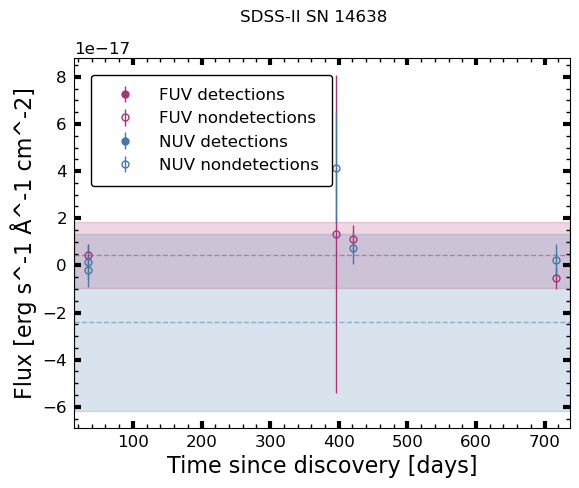 SDSS-II SN 14638
1e−17
FUV detections
FUV nondetections
NUV detections
NUV nondetections
8
6
4
2
0
−2
−4
−6
Flux [erg s^-1 Å^-1 cm^-2]
100 200 300 400 500 600 700
Time since discovery [days]